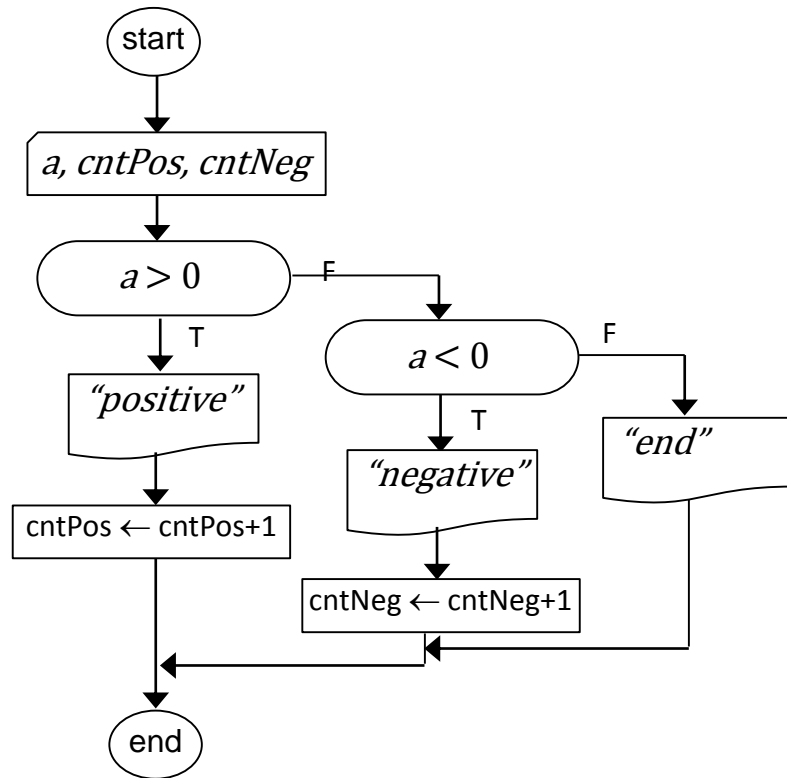 start
a, cntPos, cntNeg
a > 0
F
T
a < 0
F
T
“positive”
“negative”
“end”
cntPos ← cntPos+1
cntNeg ← cntNeg+1
end